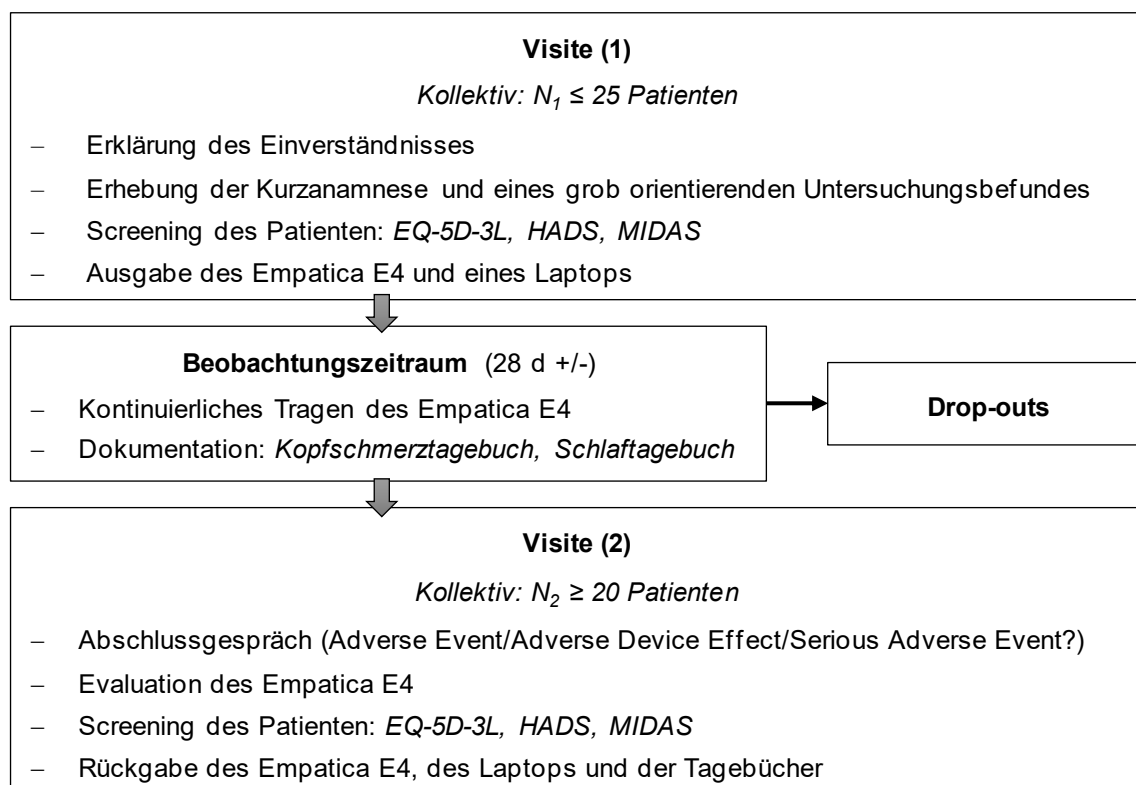 Visite (1)
Kollektiv: N₁ ≤ 25 Patienten
– Erklärung des Einverständnisses
– Erhebung der Kurzanamnese und eines grob orientierenden Untersuchungsbefundes
– Screening des Patienten: EQ-5D-3L, HADS, MIDAS
– Ausgabe des Empatica E4 und eines Laptops
Beobachtungszeitraum (28 d +/-)
– Kontinuierliches Tragen des Empatica E4
– Dokumentation: Kopfschmerztagebuch, Schlaftagebuch
Drop-outs
Visite (2)
Kollektiv: N₂ ≥ 20 Patienten
– Abschlussgespräch (Adverse Event/Adverse Device Effect/Serious Adverse Event?)
– Evaluation des Empatica E4
– Screening des Patienten: EQ-5D-3L, HADS, MIDAS
– Rückgabe des Empatica E4, des Laptops und der Tagebücher